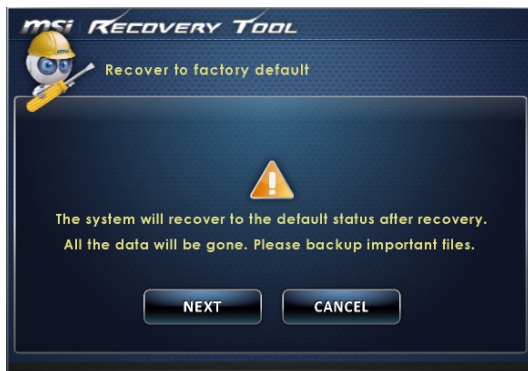 msi RECOVERY TOOL
Recover to factory default
The system will recover to the default status after recovery.
All the data will be gone. Please backup important files.
NEXT CANCEL